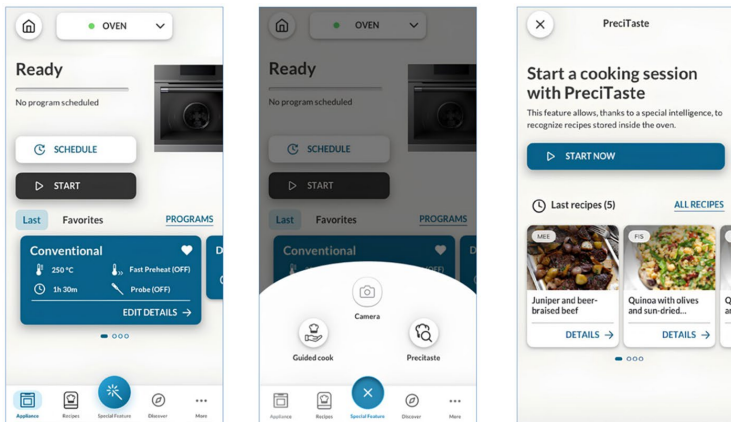 OVEN
Ready
No program scheduled
SCHEDULE
START
Last Favorites PROGRAMS
Conventional D
250 °C Fast Preheat (OFF)
1h 30m Probe (OFF)
EDIT DETAILS →
Appliance Recipes Special Feature Discover More
OVEN
Ready
No program scheduled
SCHEDULE
START
Last Favorites PROGRAMS
Conventional D
Camera
Guided cook Precitaste
Appliance Recipes Special Feature Discover More
PreciTaste
Start a cooking session
with PreciTaste
This feature allows, thanks to a special intelligence, to
recognize recipes stored inside the oven.
START NOW
Last recipes (5) ALL RECIPES
MEE FIS
Juniper and beer-
braised beef
Quinoa with olives
and sun-dried...
DETAILS → DETAILS →